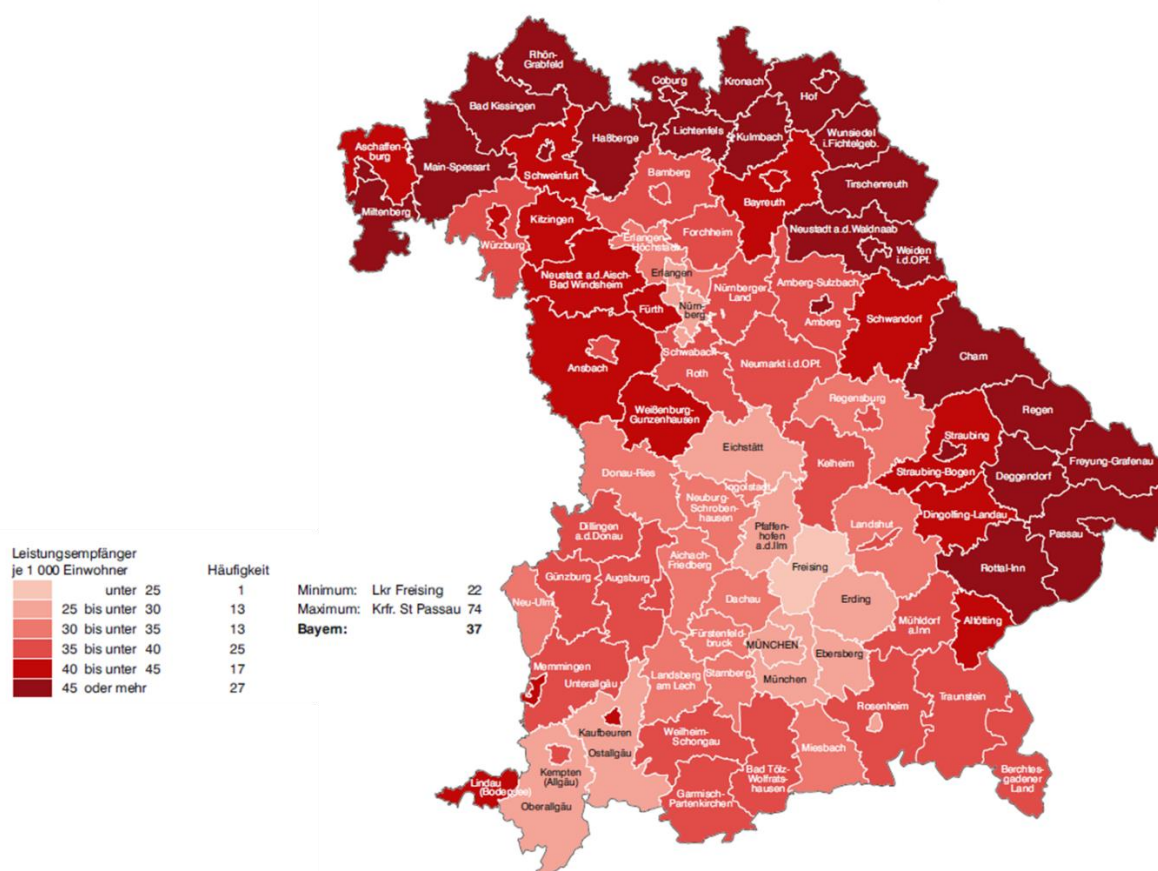 Rhön-
Grabfeld
Coburg
Kronach
Hof
Bad Kissingen
Lichtenfels
Kulmbach
Wunsiedel
i.Fichtelgeb.
Haßberge
Aschaffen-
burg
Main-Spessart
Schweinfurt
Bamberg
Bayreuth
Tirschenreuth
Miltenberg
Kitzingen
Würzburg
Forchheim
Neustadt a.d.Waldnaab
Erlangen-
Höchstadt
Weiden
i.d.OPf.
Neustadt a.d.Aisch-
Bad Windsheim
Erlangen
Nürnberger
Land
Amberg-Sulzbach
Amberg
Fürth
Nürn-
berg
Schwandorf
Schwabach
Roth
Neumarkt i.d.OPf.
Ansbach
Cham
Weißenburg-
Gunzenhausen
Regensburg
Regen
Eichstätt
Straubing
Kelheim
Straubing-Bogen
Deggendorf
Freyung-Grafenau
Donau-Ries
Ingolstadt
Neuburg-
Schroben-
hausen
Pfaffen-
hofen
a.d.Ilm
Landshut
Dingolfing-Landau
Passau
Dillingen
a.d.Donau
Aichach-
Friedberg
Freising
Rottal-Inn
Günzburg
Augsburg
Neu-Ulm
Dachau
Erding
Mühldorf
a.Inn
Altötting
Fürstenfeld-
bruck
MÜNCHEN
Ebersberg
München
Memmingen
Unterallgäu
Landsberg
am Lech
Starnberg
Rosenheim
Traunstein
Kaufbeuren
Ostallgäu
Weilheim-
Schongau
Miesbach
Bad Tölz-
Wolfrats-
hausen
Berchtes-
gadener
Land
Kempten
(Allgäu)
Lindau
(Bodensee)
Oberallgäu
Garmisch-
Partenkirchen
Leistungsempfänger
je 1 000 Einwohner Häufigkeit
unter 25 1
25 bis unter 30 13
30 bis unter 35 13
35 bis unter 40 25
40 bis unter 45 17
45 oder mehr 27
Minimum: Lkr Freising 22
Maximum: Krfr. St Passau 74
Bayern: 37